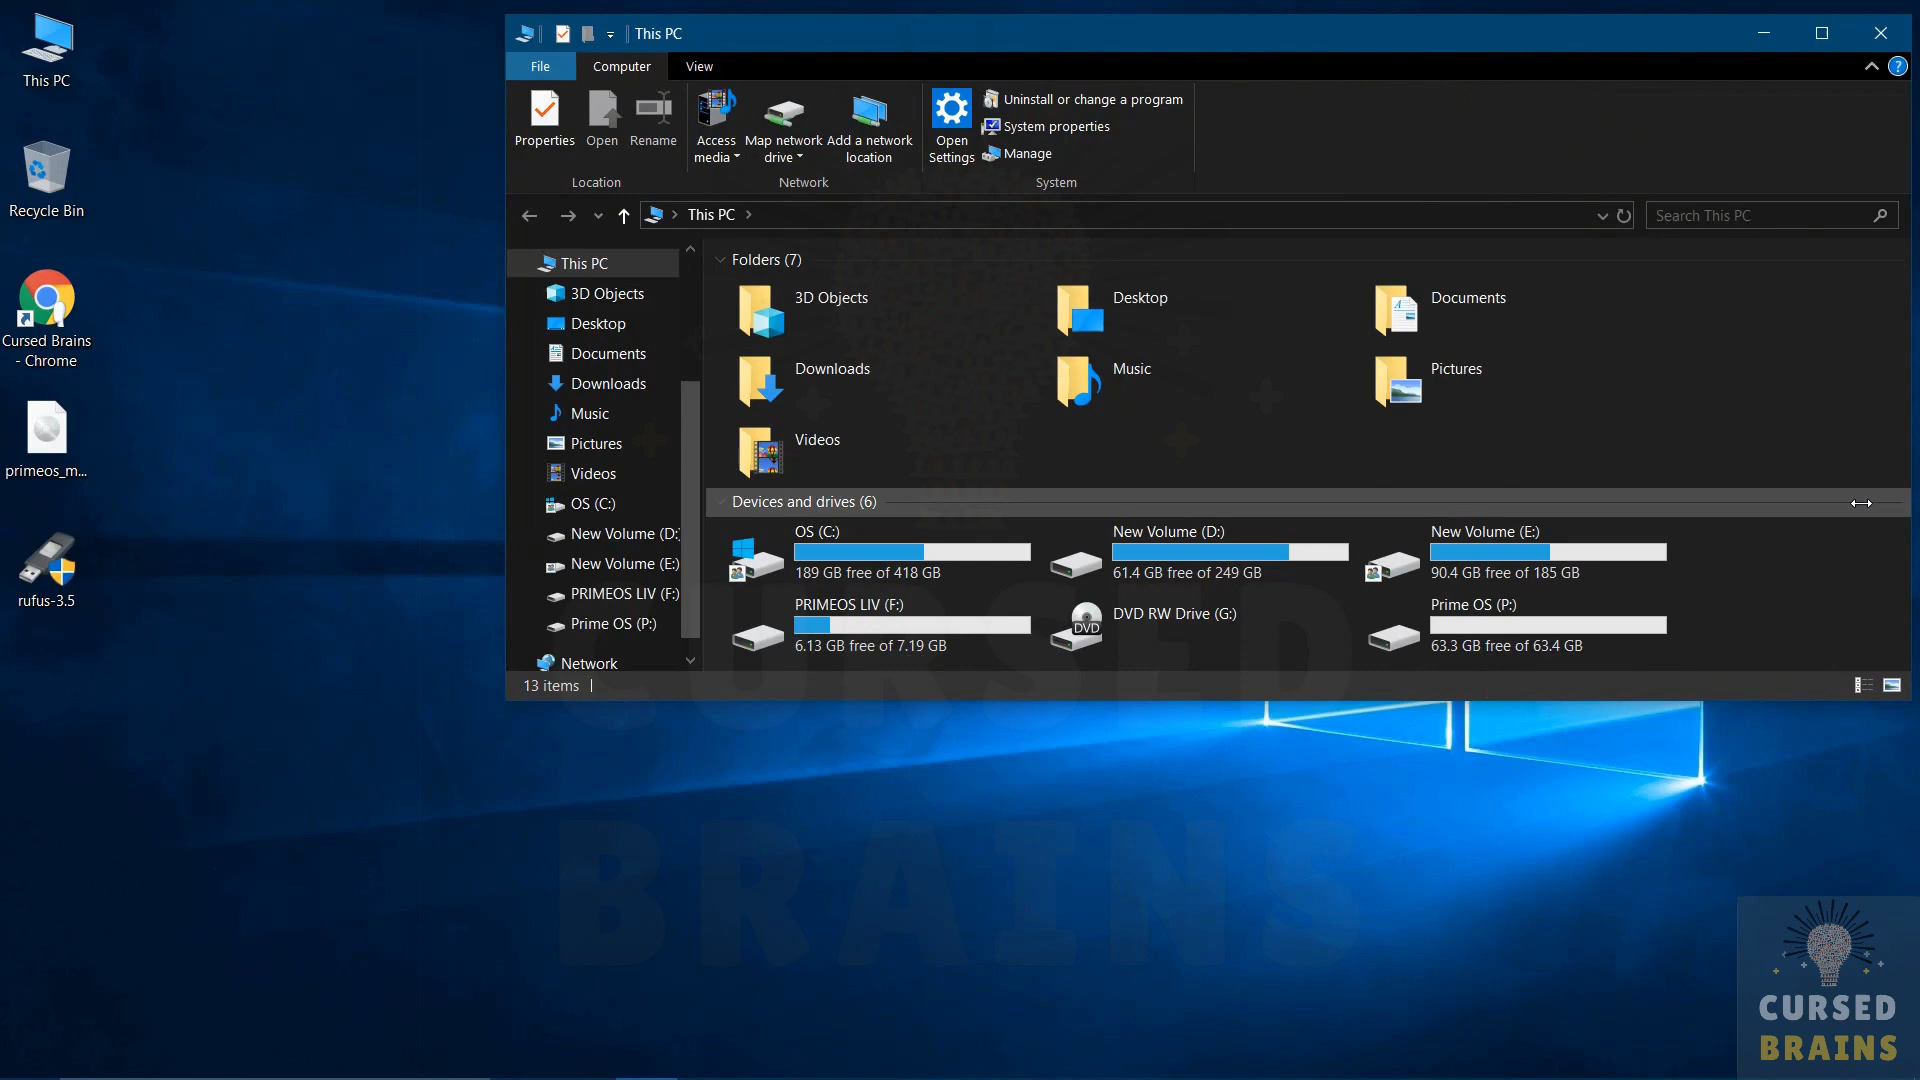 This PC
Recycle Bin
Cursed Brains
- Chrome
primeos_m...
rufus-3.5
This PC
File
Computer
View
Properties
Open
Rename
Access
media
Map network
drive
Add a network
location
Open
Settings
Uninstall or change a program
System properties
Manage
Location
Network
System
This PC
Search This PC
This PC
3D Objects
Desktop
Documents
Downloads
Music
Pictures
Videos
OS (C:)
New Volume (D:)
New Volume (E:)
PRIMEOS LIV (F:)
Prime OS (P:)
Network
Folders (7)
3D Objects
Desktop
Documents
Downloads
Music
Pictures
Videos
Devices and drives (6)
OS (C:)
189 GB free of 418 GB
New Volume (D:)
61.4 GB free of 249 GB
New Volume (E:)
90.4 GB free of 185 GB
PRIMEOS LIV (F:)
6.13 GB free of 7.19 GB
DVD
DVD RW Drive (G:)
Prime OS (P:)
63.3 GB free of 63.4 GB
13 items
CURSED
BRAINS
CURSED
BRAINS